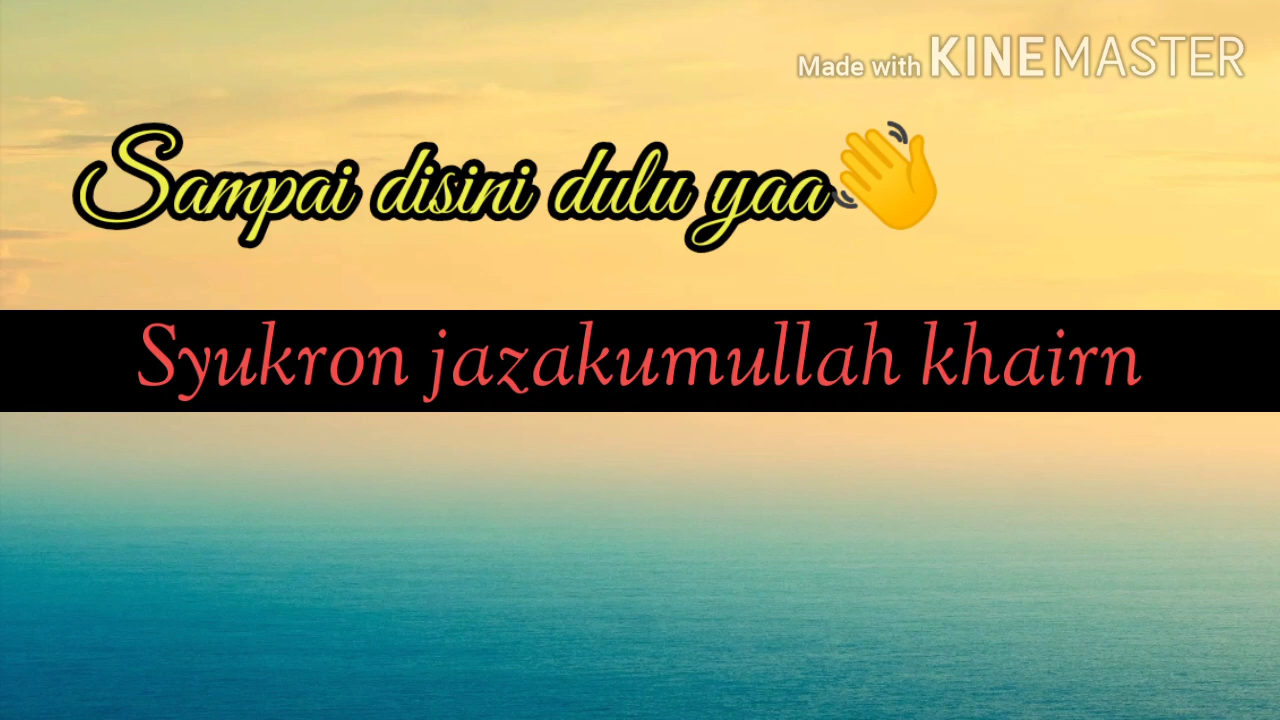 Made with KINEMASTER
Sampai disini dulu yaa👋
Syukron jazakumullah khairn